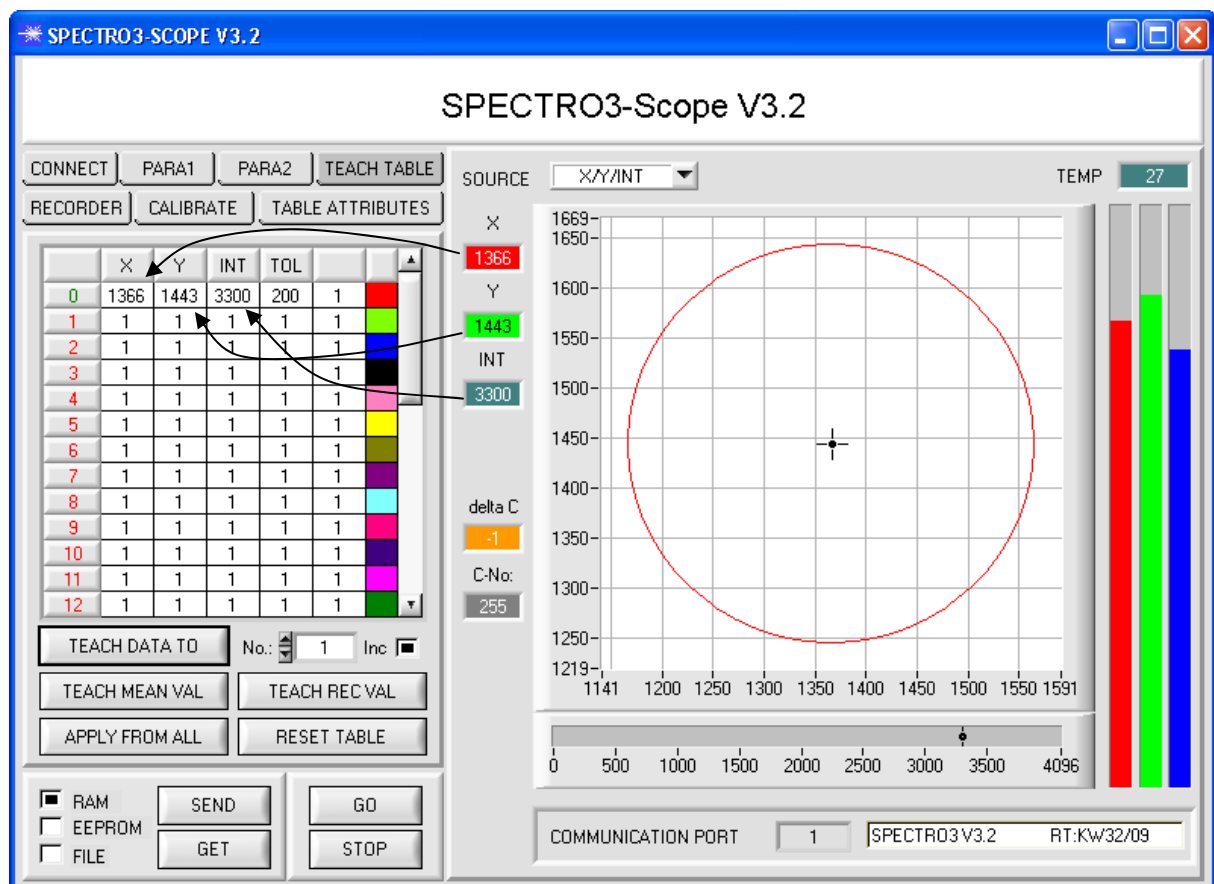 SPECTRO3-SCOPE V3.2
SPECTRO3-Scope V3.2
CONNECT PARA1 PARA2 TEACH TABLE
RECORDER CALIBRATE TABLE ATTRIBUTES
X Y INT TOL
0 1366 1443 3300 200 1
1 1 1 1 1 1
2 1 1 1 1 1
3 1 1 1 1 1
4 1 1 1 1 1
5 1 1 1 1 1
6 1 1 1 1 1
7 1 1 1 1 1
8 1 1 1 1 1
9 1 1 1 1 1
10 1 1 1 1 1
11 1 1 1 1 1
12 1 1 1 1 1
TEACH DATA TO No.: 1 Inc
TEACH MEAN VAL TEACH REC VAL
APPLY FROM ALL RESET TABLE
RAM
EEPROM
FILE
SEND
GET
GO
STOP
SOURCE X/Y/INT
TEMP 27
X
1366
Y
1443
INT
3300
delta C
-1
C-No:
255
1669
1650
1600
1550
1500
1450
1400
1350
1300
1250
1219
1141 1200 1250 1300 1350 1400 1450 1500 1550 1591
0 500 1000 1500 2000 2500 3000 3500 4096
COMMUNICATION PORT 1 SPECTRO3 V3.2 RT:KW32/09